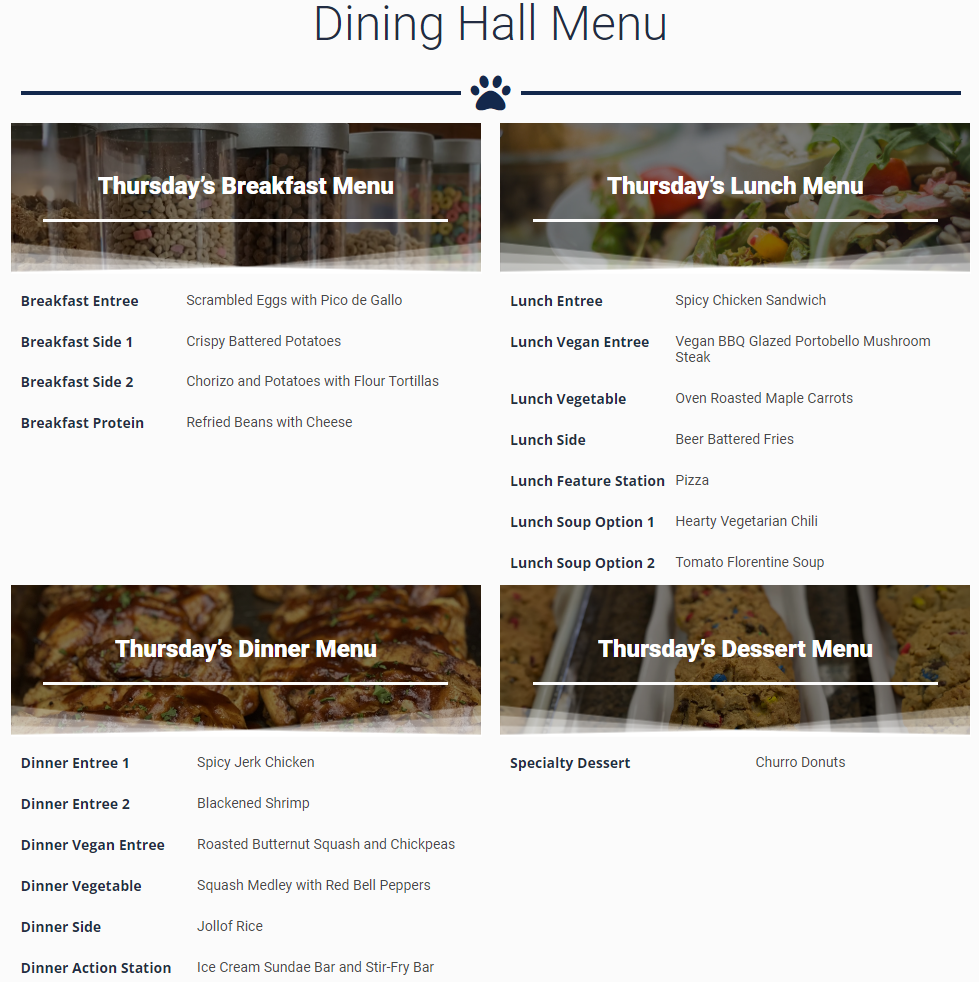 Dining Hall Menu
Thursday’s Breakfast Menu
Breakfast Entree Scrambled Eggs with Pico de Gallo
Breakfast Side 1 Crispy Battered Potatoes
Breakfast Side 2 Chorizo and Potatoes with Flour Tortillas
Breakfast Protein Refried Beans with Cheese
Thursday’s Lunch Menu
Lunch Entree Spicy Chicken Sandwich
Lunch Vegan Entree Vegan BBQ Glazed Portobello Mushroom
Steak
Lunch Vegetable Oven Roasted Maple Carrots
Lunch Side Beer Battered Fries
Lunch Feature Station Pizza
Lunch Soup Option 1 Hearty Vegetarian Chili
Lunch Soup Option 2 Tomato Florentine Soup
Thursday’s Dinner Menu
Dinner Entree 1 Spicy Jerk Chicken
Dinner Entree 2 Blackened Shrimp
Dinner Vegan Entree Roasted Butternut Squash and Chickpeas
Dinner Vegetable Squash Medley with Red Bell Peppers
Dinner Side Jollof Rice
Dinner Action Station Ice Cream Sundae Bar and Stir-Fry Bar
Thursday’s Dessert Menu
Specialty Dessert Churro Donuts